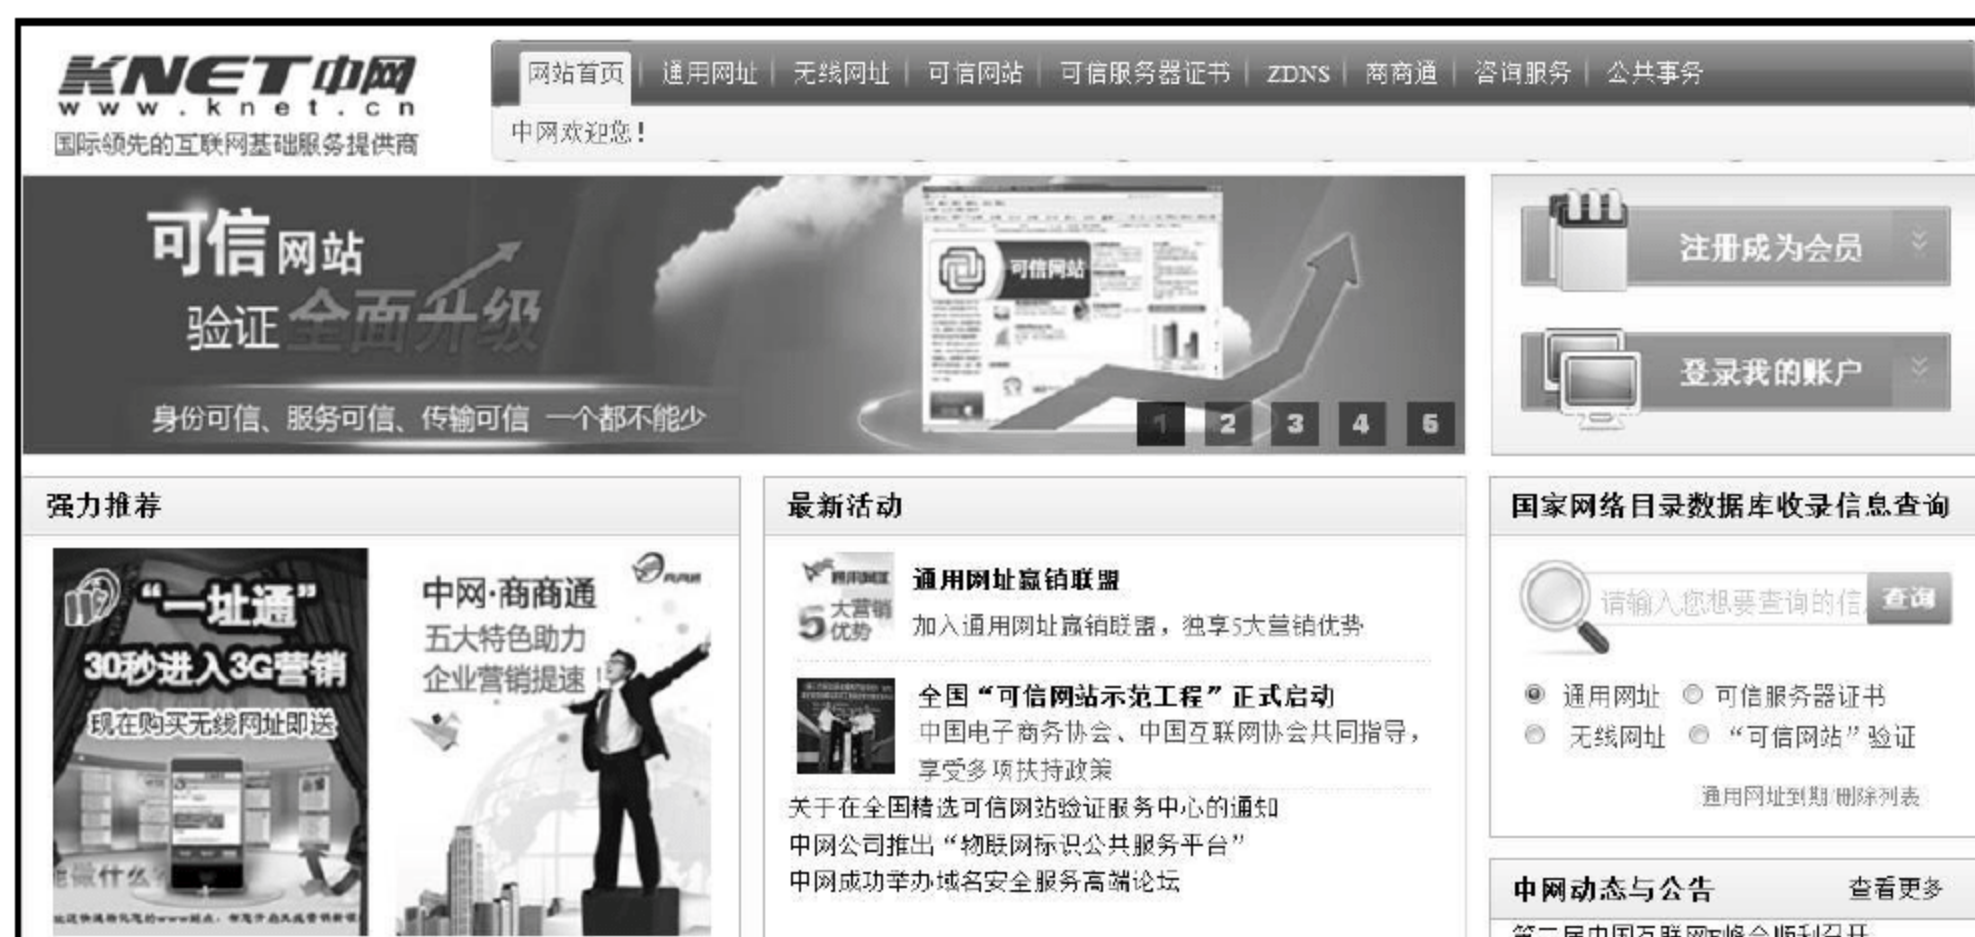 KNET中网
www.knet.cn
国际领先的互联网基础服务提供商
网站首页 通用网址 无线网址 可信网站 可信服务器证书 ZDNS 商商通 咨询服务 公共事务
中网欢迎您！
可信网站
验证全面升级
身份可信、服务可信、传输可信 一个都不能少
可信网站
1 2 3 4 5
注册成为会员
登录我的账户
强力推荐
“一址通”
30秒进入3G营销
现在购买无线网址即送
中网·商商通
五大特色助力
企业营销提速！
最新活动
5大营销
优势
通用网址赢销联盟
加入通用网址赢销联盟，独享5大营销优势
全国“可信网站示范工程”正式启动
中国电子商务协会、中国互联网协会共同指导，
享受多项扶持政策
关于在全国精选可信网站验证服务中心的通知
中网公司推出“物联网标识公共服务平台”
中网成功举办域名安全服务高端论坛
国家网络目录数据库收录信息查询
请输入您想要查询的信 查询
通用网址 可信服务器证书
无线网址 “可信网站”验证
通用网址到期/删除列表
中网动态与公告 查看更多